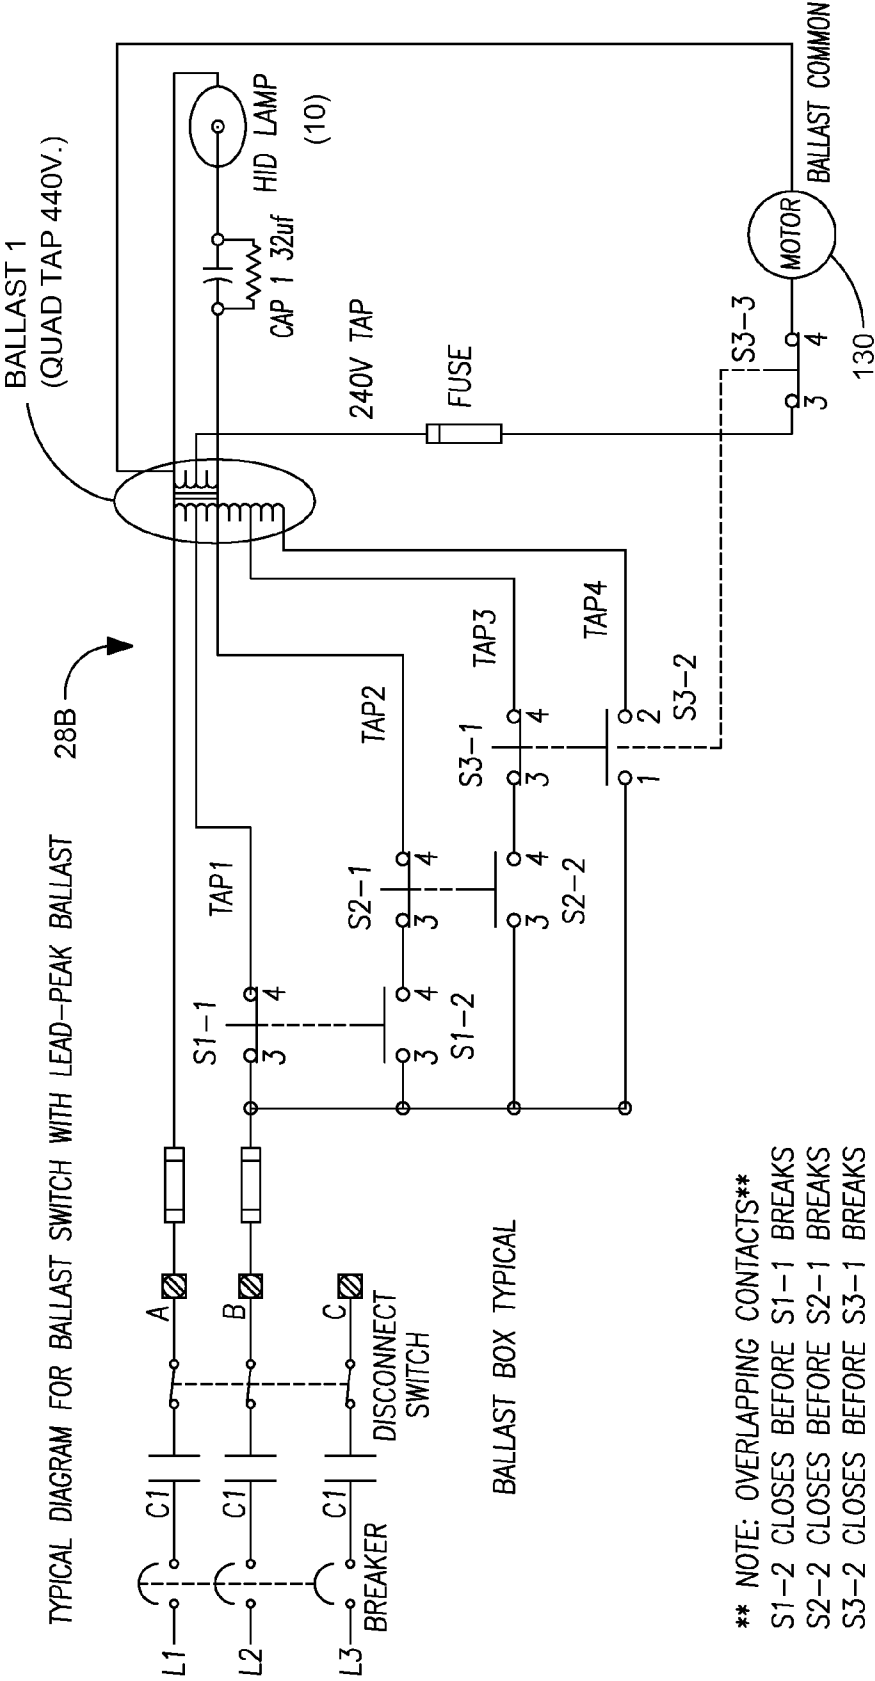 TYPICAL DIAGRAM FOR BALLAST SWITCH WITH LEAD-PEAK BALLAST
28B
BALLAST 1
(QUAD TAP 440V.)
L1
L2
L3
BREAKER
C1
C1
C1
DISCONNECT
SWITCH
A
B
C
BALLAST BOX TYPICAL
S1-1
3
4
TAP1
S1-2
3
4
S2-1
3
4
TAP2
S2-2
3
4
S3-1
3
4
TAP3
S3-2
1
2
TAP4
240V TAP
FUSE
CAP 1 32uf
HID LAMP
(10)
S3-3
3
4
MOTOR
130
BALLAST COMMON
** NOTE: OVERLAPPING CONTACTS**
S1-2 CLOSES BEFORE S1-1 BREAKS
S2-2 CLOSES BEFORE S2-1 BREAKS
S3-2 CLOSES BEFORE S3-1 BREAKS